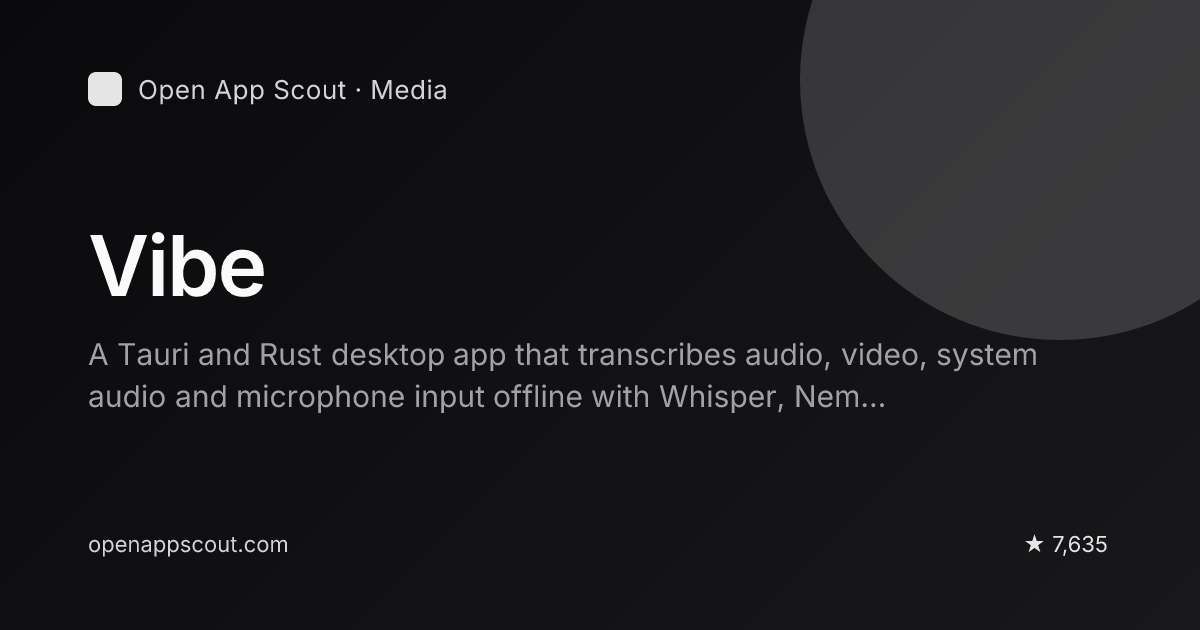 Open App Scout · Media
Vibe
A Tauri and Rust desktop app that transcribes audio, video, system
audio and microphone input offline with Whisper, Nem...
openappscout.com
★ 7,635